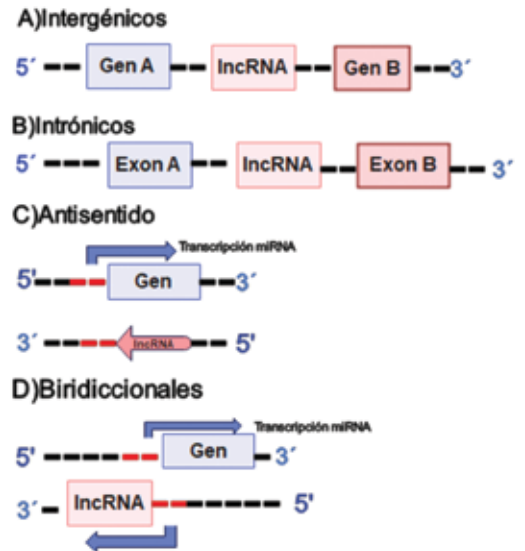 A)Intergénicos
5´ Gen A lncRNA Gen B 3´
B)Intrónicos
5´ Exon A lncRNA Exon B 3´
C)Antisentido
Transcripción miRNA
5' Gen 3´
3´ lncRNA 5'
D)Biridiccionales
Transcripción miRNA
5' Gen 3´
3´ lncRNA 5'